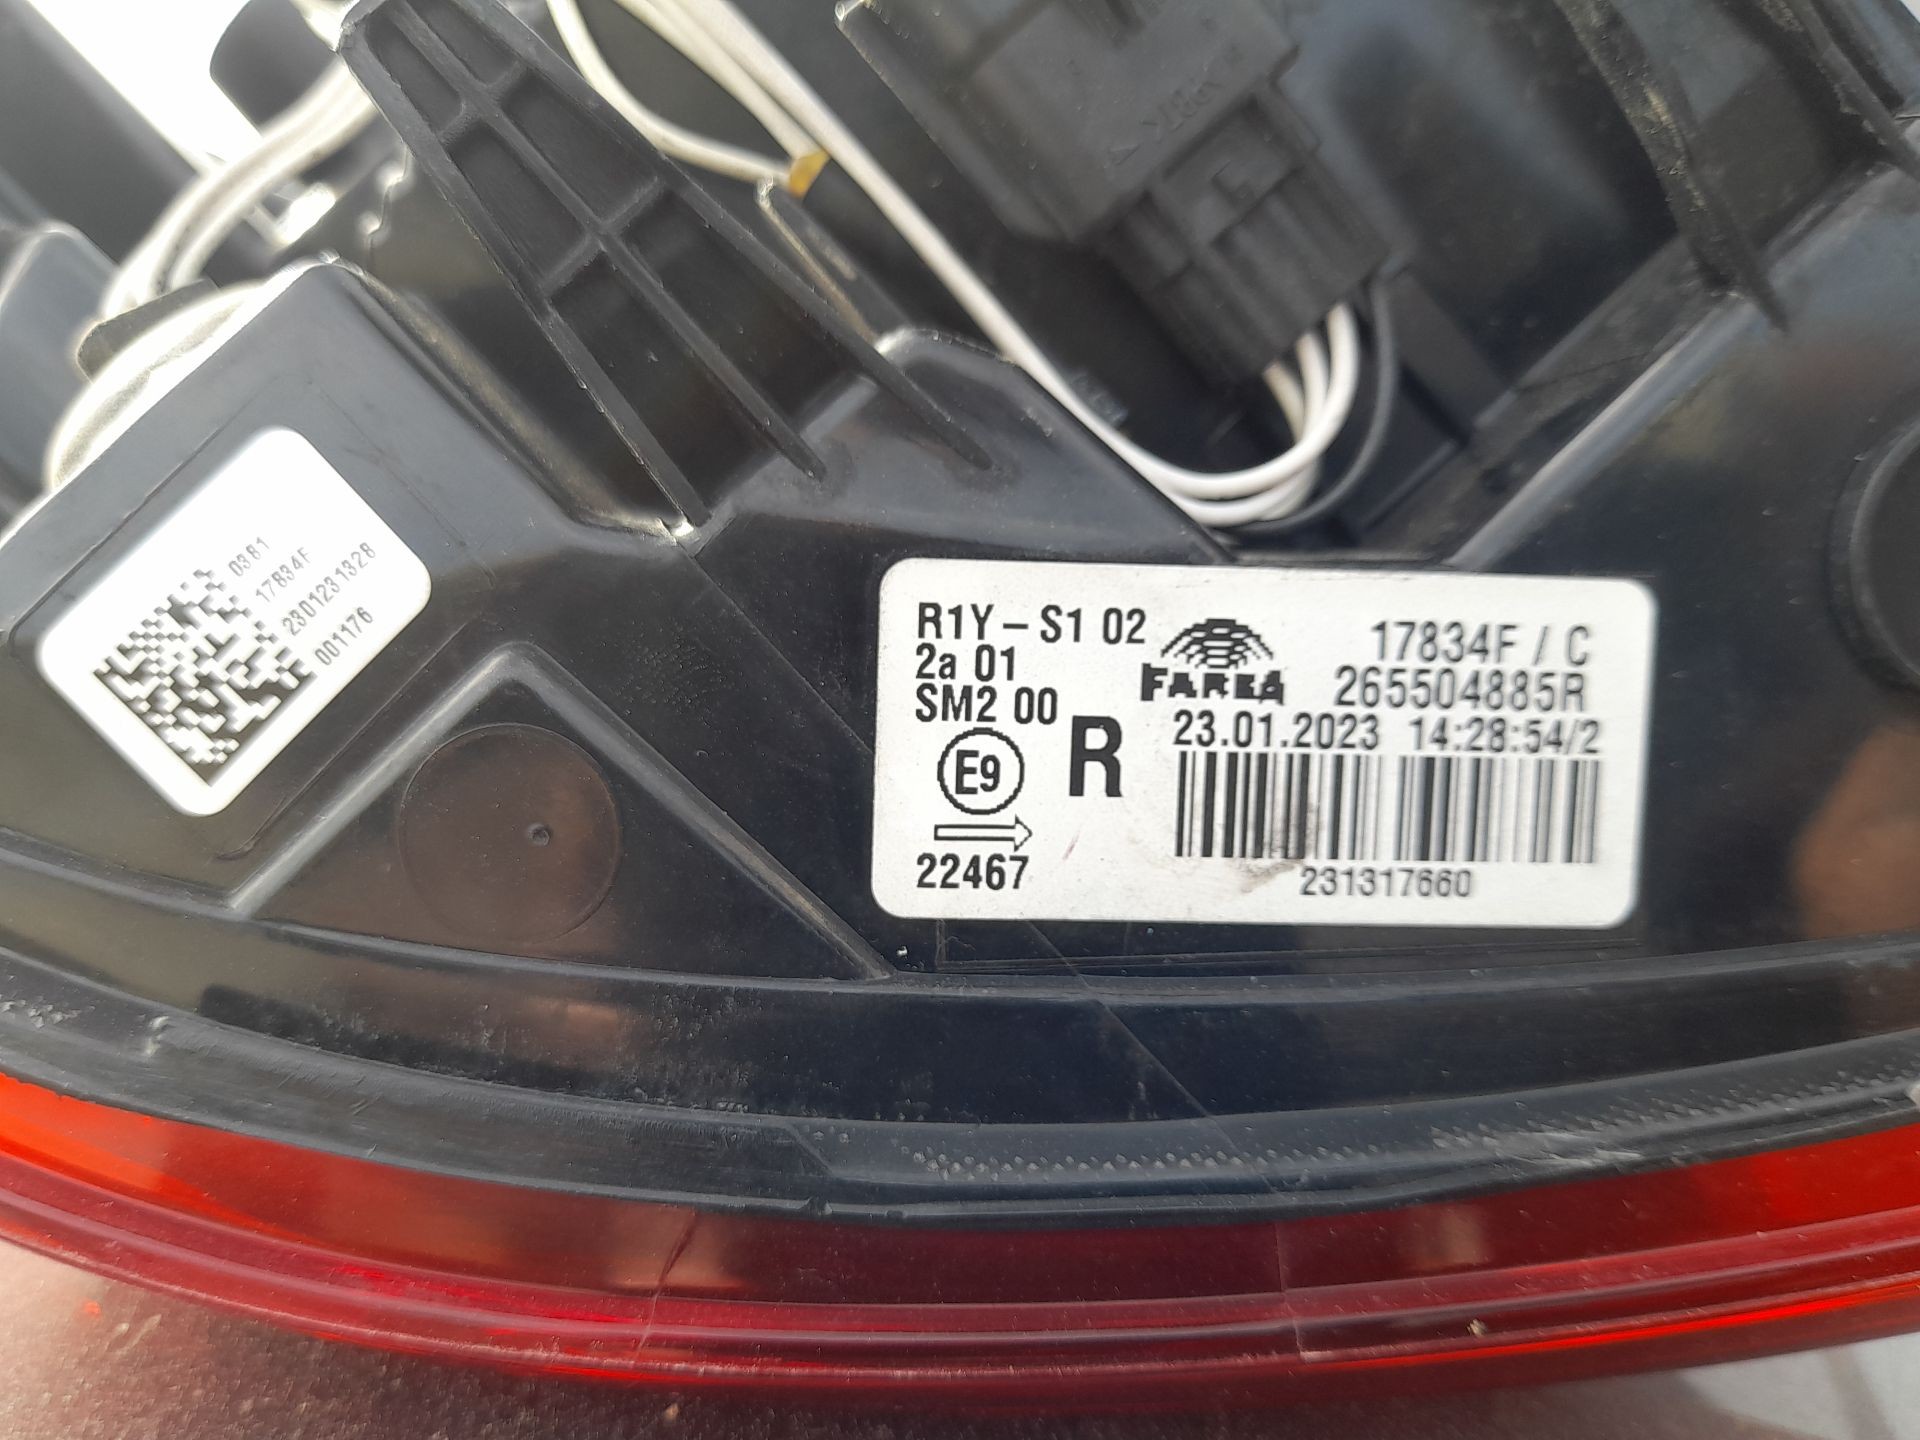 0381
17834F
2301231328
001176
R1Y – S1 02
2a 01
SM2 00
E9
22467
R
FARBA
17834F / C
265504885R
23.01.2023 14:28:54/2
231317660